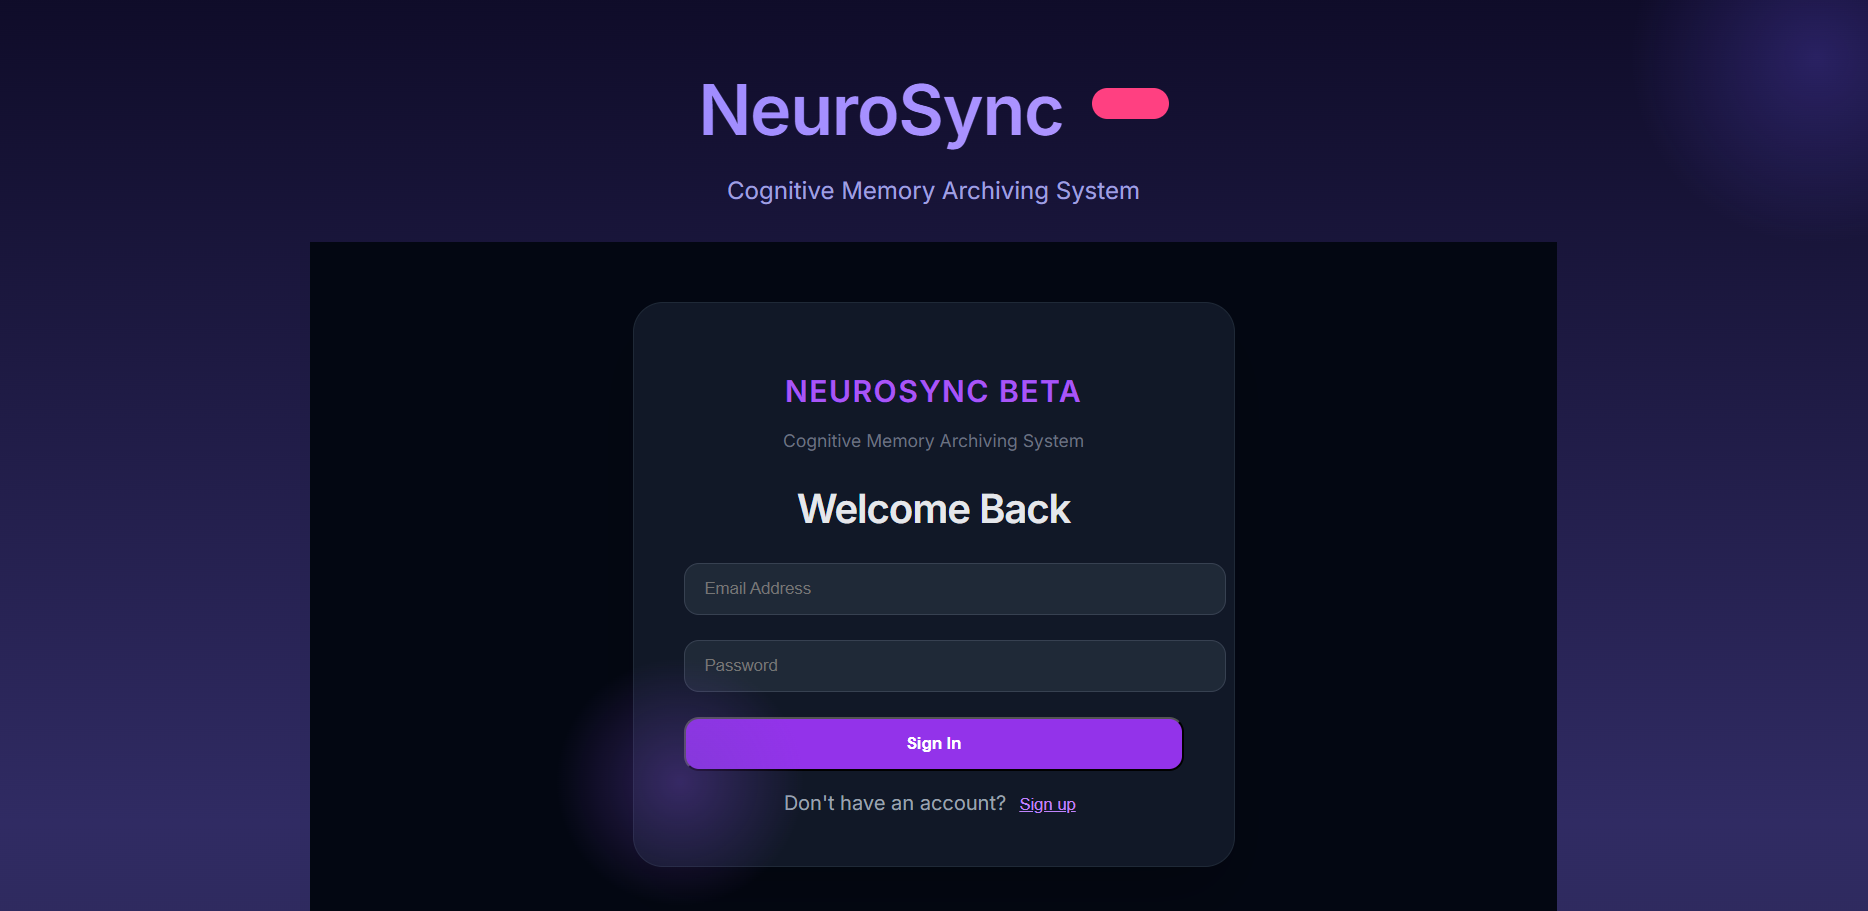 NeuroSync
Cognitive Memory Archiving System
NEUROSYNC BETA
Cognitive Memory Archiving System
Welcome Back
Email Address
Password
Sign In
Don't have an account? Sign up